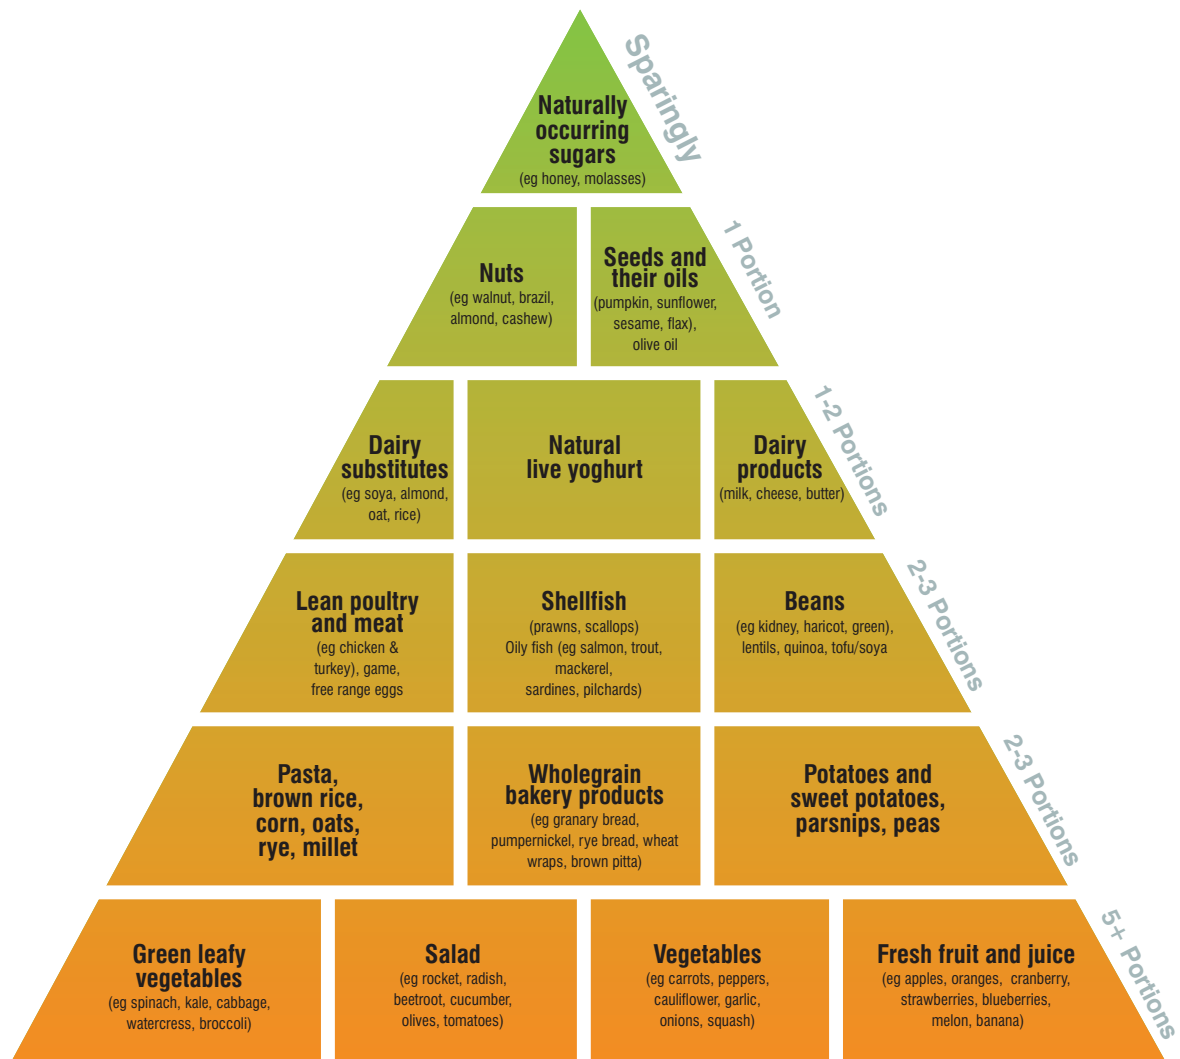 Sparingly
Naturally
occurring
sugars
(eg honey, molasses)
1 Portion
Nuts
(eg walnut, brazil,
almond, cashew)
Seeds and
their oils
(pumpkin, sunflower,
sesame, flax),
olive oil
1-2 Portions
Dairy
substitutes
(eg soya, almond,
oat, rice)
Natural
live yoghurt
Dairy
products
(milk, cheese, butter)
2-3 Portions
Lean poultry
and meat
(eg chicken &
turkey), game,
free range eggs
Shellfish
(prawns, scallops)
Oily fish (eg salmon, trout,
mackerel,
sardines, pilchards)
Beans
(eg kidney, haricot, green),
lentils, quinoa, tofu/soya
2-3 Portions
Pasta,
brown rice,
corn, oats,
rye, millet
Wholegrain
bakery products
(eg granary bread,
pumpernickel, rye bread, wheat
wraps, brown pitta)
Potatoes and
sweet potatoes,
parsnips, peas
5+ Portions
Green leafy
vegetables
(eg spinach, kale, cabbage,
watercress, broccoli)
Salad
(eg rocket, radish,
beetroot, cucumber,
olives, tomatoes)
Vegetables
(eg carrots, peppers,
cauliflower, garlic,
onions, squash)
Fresh fruit and juice
(eg apples, oranges, cranberry,
strawberries, blueberries,
melon, banana)